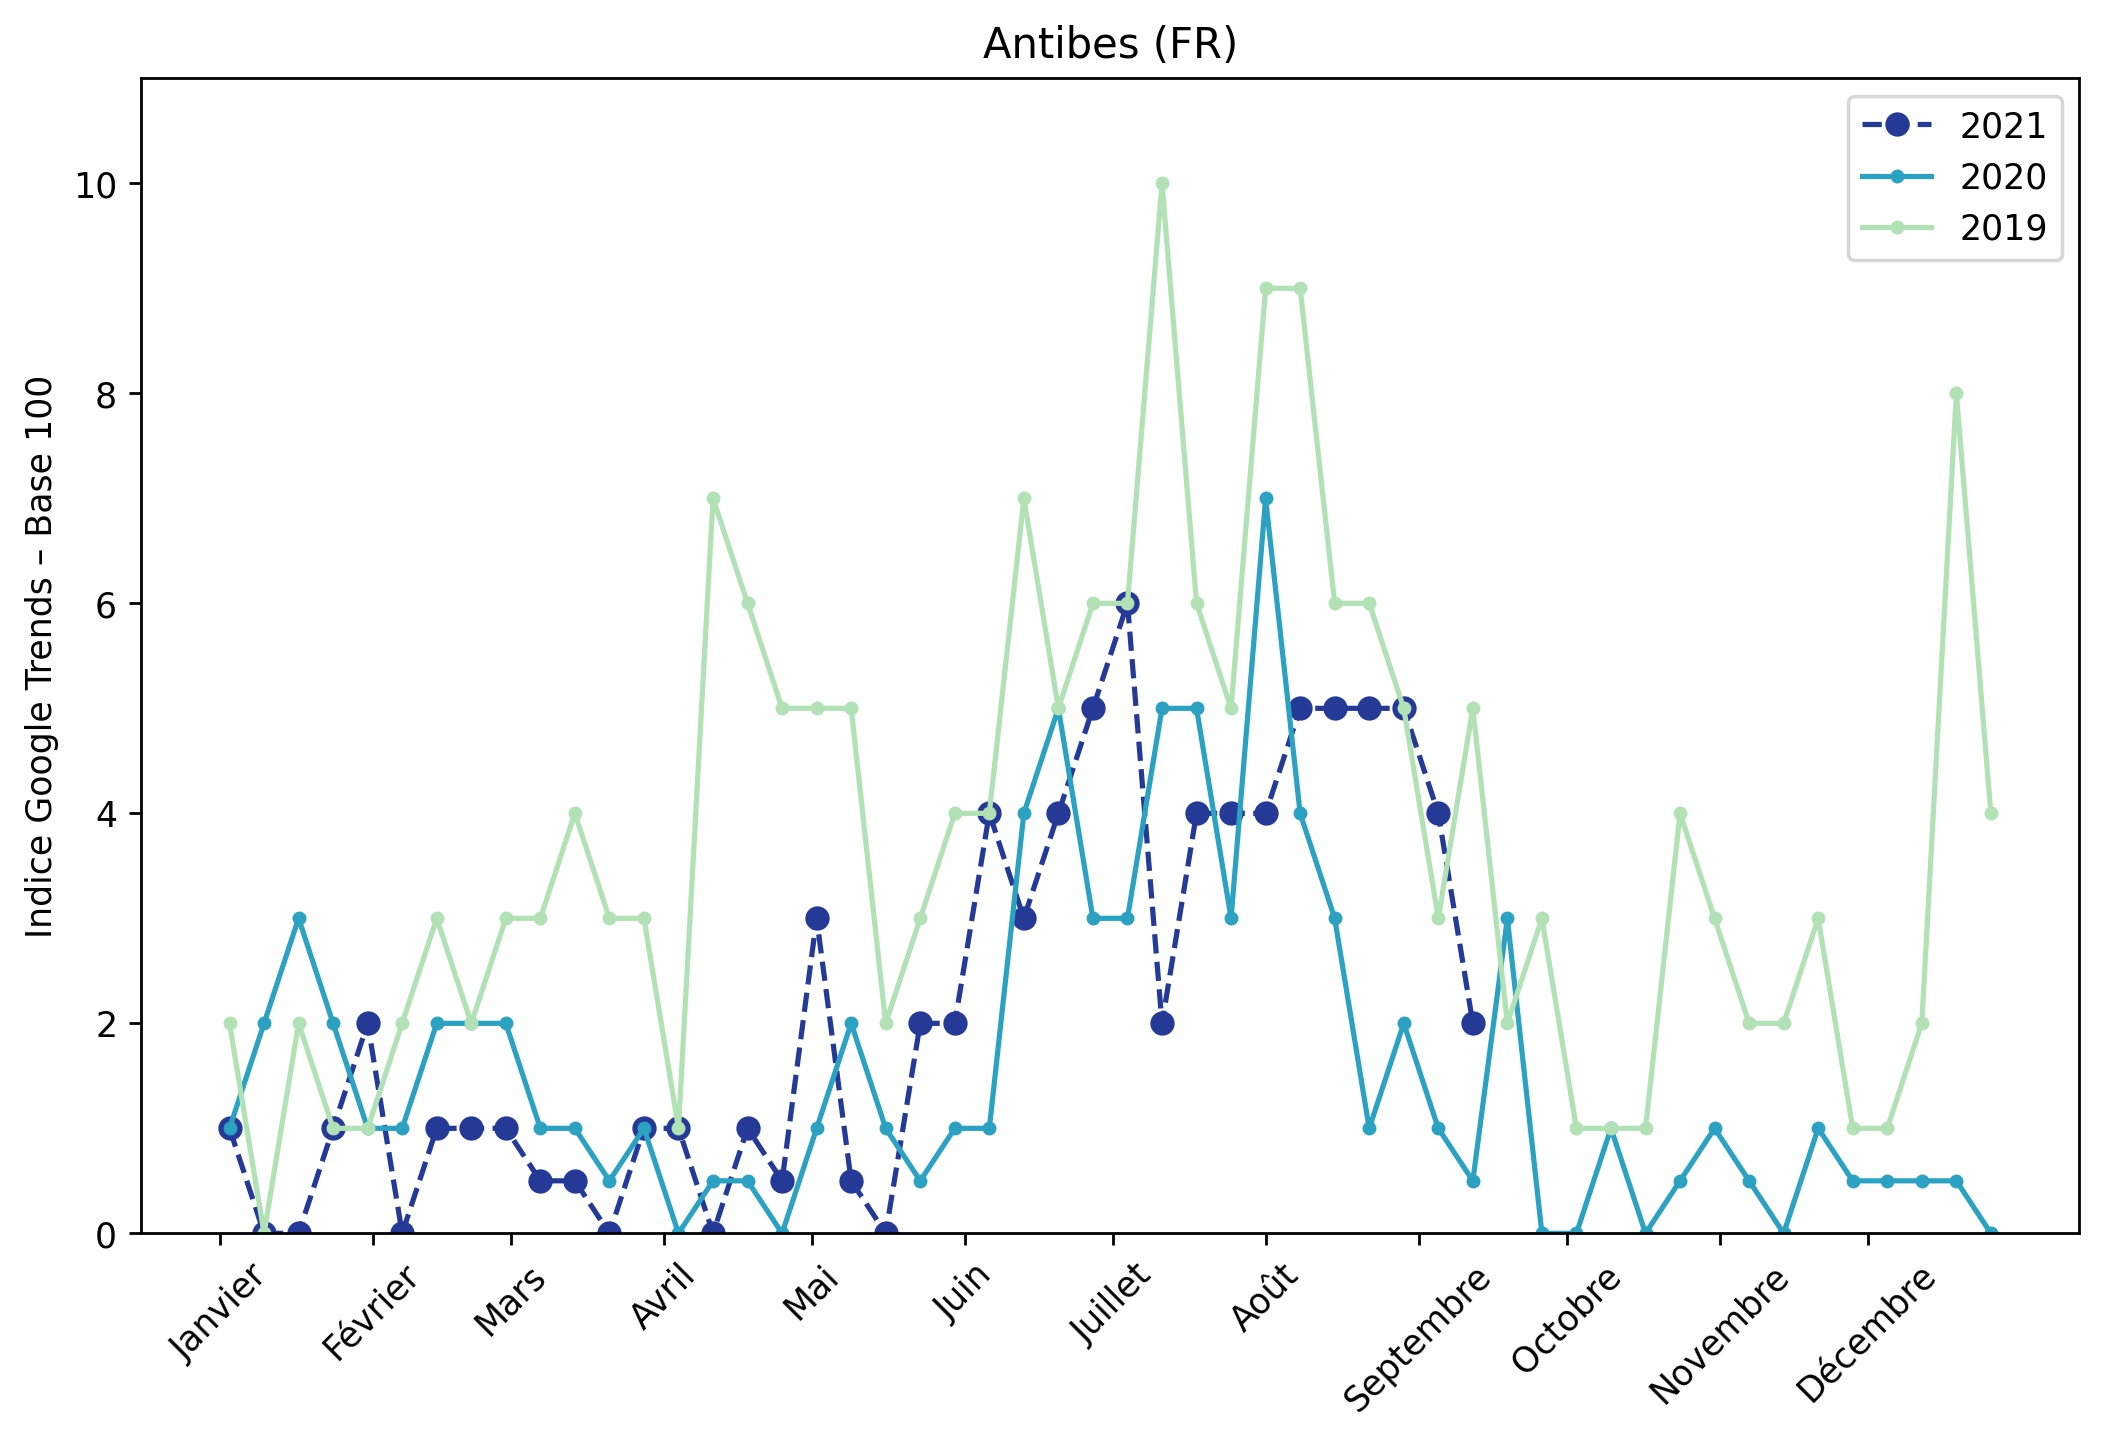 Antibes (FR)
2021
2020
2019
Indice Google Trends – Base 100
10
8
6
4
2
0
Janvier
Février
Mars
Avril
Mai
Juin
Juillet
Août
Septembre
Octobre
Novembre
Décembre